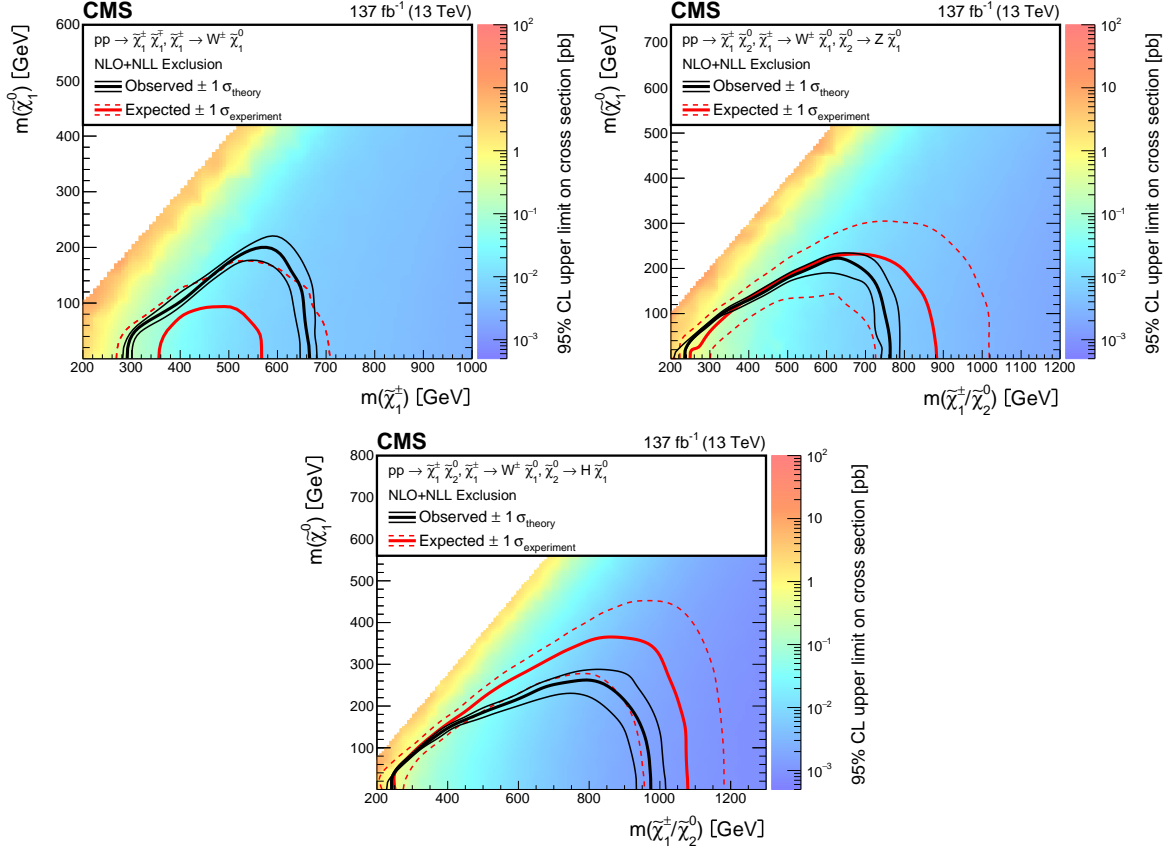 CMS 137 fb⁻¹ (13 TeV)
pp → χ̃₁± χ̃₁∓, χ̃₁± → W± χ̃₁⁰
NLO+NLL Exclusion
Observed ± 1 σtheory
Expected ± 1 σexperiment
m(χ̃₁⁰) [GeV]
600
500
400
300
200
100
200 300 400 500 600 700 800 900 1000
m(χ̃₁±) [GeV]
10²
10
1
10⁻¹
10⁻²
10⁻³
95% CL upper limit on cross section [pb]
CMS 137 fb⁻¹ (13 TeV)
pp → χ̃₁± χ̃₂⁰, χ̃₁± → W± χ̃₁⁰, χ̃₂⁰ → Z χ̃₁⁰
NLO+NLL Exclusion
Observed ± 1 σtheory
Expected ± 1 σexperiment
m(χ̃₁⁰) [GeV]
700
600
500
400
300
200
100
200 300 400 500 600 700 800 900 1000 1100 1200
m(χ̃₁±/χ̃₂⁰) [GeV]
10²
10
1
10⁻¹
10⁻²
10⁻³
95% CL upper limit on cross section [pb]
CMS 137 fb⁻¹ (13 TeV)
pp → χ̃₁± χ̃₂⁰, χ̃₁± → W± χ̃₁⁰, χ̃₂⁰ → H χ̃₁⁰
NLO+NLL Exclusion
Observed ± 1 σtheory
Expected ± 1 σexperiment
m(χ̃₁⁰) [GeV]
800
700
600
500
400
300
200
100
200 400 600 800 1000 1200
m(χ̃₁±/χ̃₂⁰) [GeV]
10²
10
1
10⁻¹
10⁻²
10⁻³
95% CL upper limit on cross section [pb]